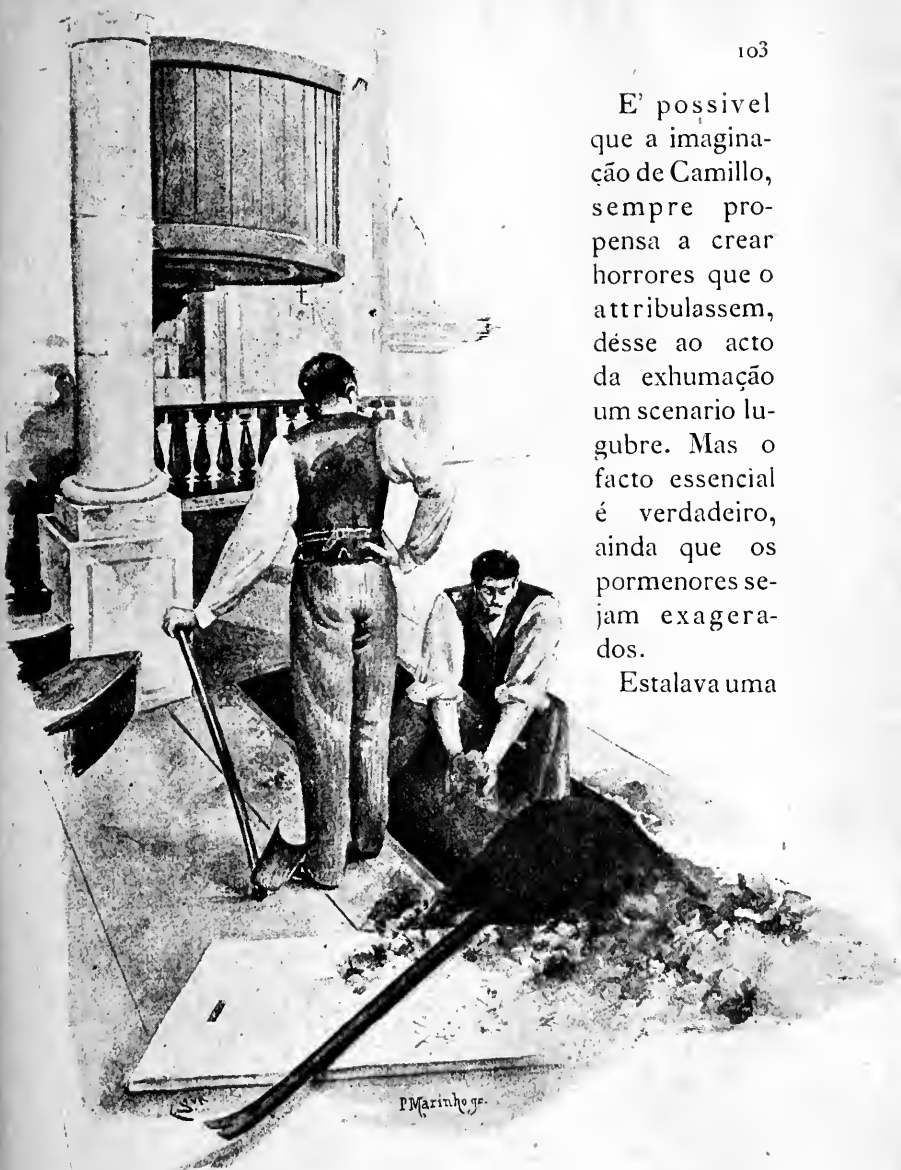 103
E' possivel
que a imagina-
ção de Camillo,
sempre pro-
pensa a crear
horrores que o
attribulassem,
désse ao acto
da exhumação
um scenario lu-
gubre. Mas o
facto essencial
é verdadeiro,
ainda que os
pormenores se-
jam exagera-
dos.
Estalava uma
P Marinho gr.